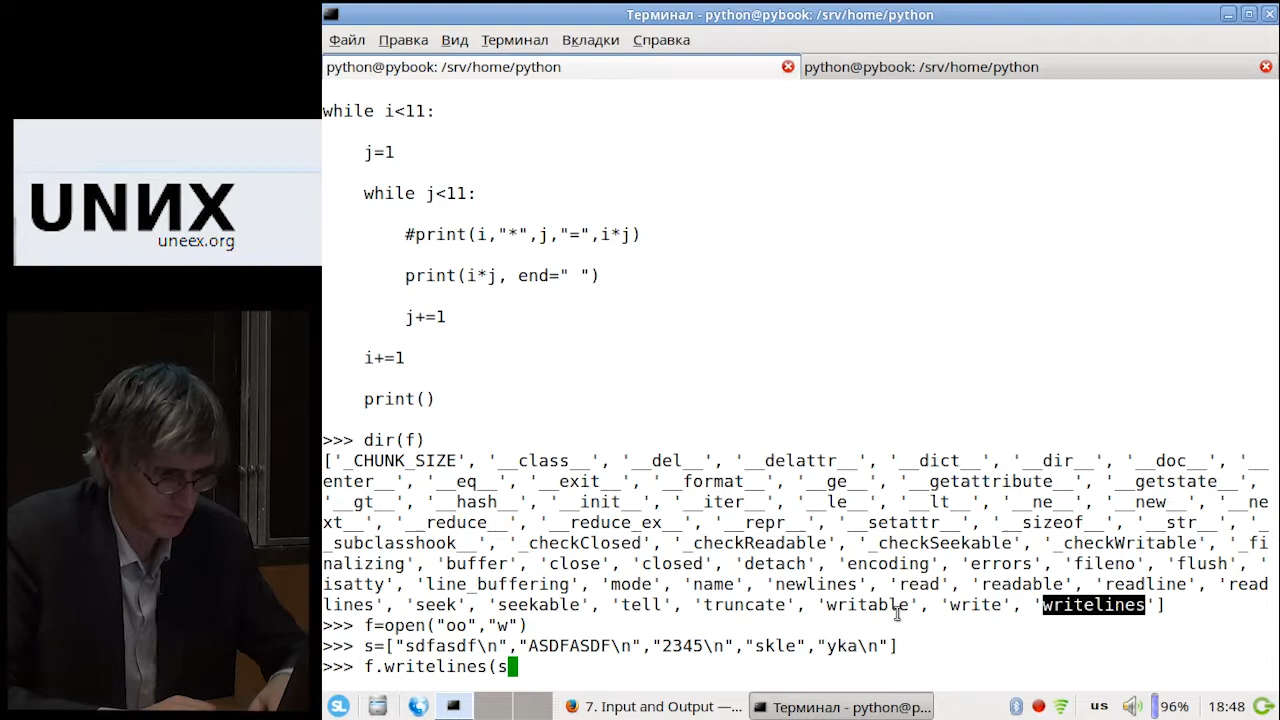 Терминал - python@pybook: /srv/home/python
Файл Правка Вид Терминал Вкладки Справка
python@pybook: /srv/home/python python@pybook: /srv/home/python
while i<11:
j=1
while j<11:
#print(i,"*",j,"=",i*j)
print(i*j, end=" ")
j+=1
i+=1
print()
>>> dir(f)
['_CHUNK_SIZE', '__class__', '__del__', '__delattr__', '__dict__', '__dir__', '__doc__', '__
enter__', '__eq__', '__exit__', '__format__', '__ge__', '__getattribute__', '__getstate__',
'__gt__', '__hash__', '__init__', '__iter__', '__le__', '__lt__', '__ne__', '__new__', '__ne
xt__', '__reduce__', '__reduce_ex__', '__repr__', '__setattr__', '__sizeof__', '__str__', '_
_subclasshook__', '_checkClosed', '_checkReadable', '_checkSeekable', '_checkWritable', '_fi
nalizing', 'buffer', 'close', 'closed', 'detach', 'encoding', 'errors', 'fileno', 'flush', '
isatty', 'line_buffering', 'mode', 'name', 'newlines', 'read', 'readable', 'readline', 'read
lines', 'seek', 'seekable', 'tell', 'truncate', 'writable', 'write', 'writelines']
>>> f=open("oo","w")
>>> s=["sdfasdf\n","ASDFASDF\n","2345\n","skle","yka\n"]
>>> f.writelines(s
UNИX
uneex.org
7. Input and Output —... Терминал - python@p... us 96% 18:48